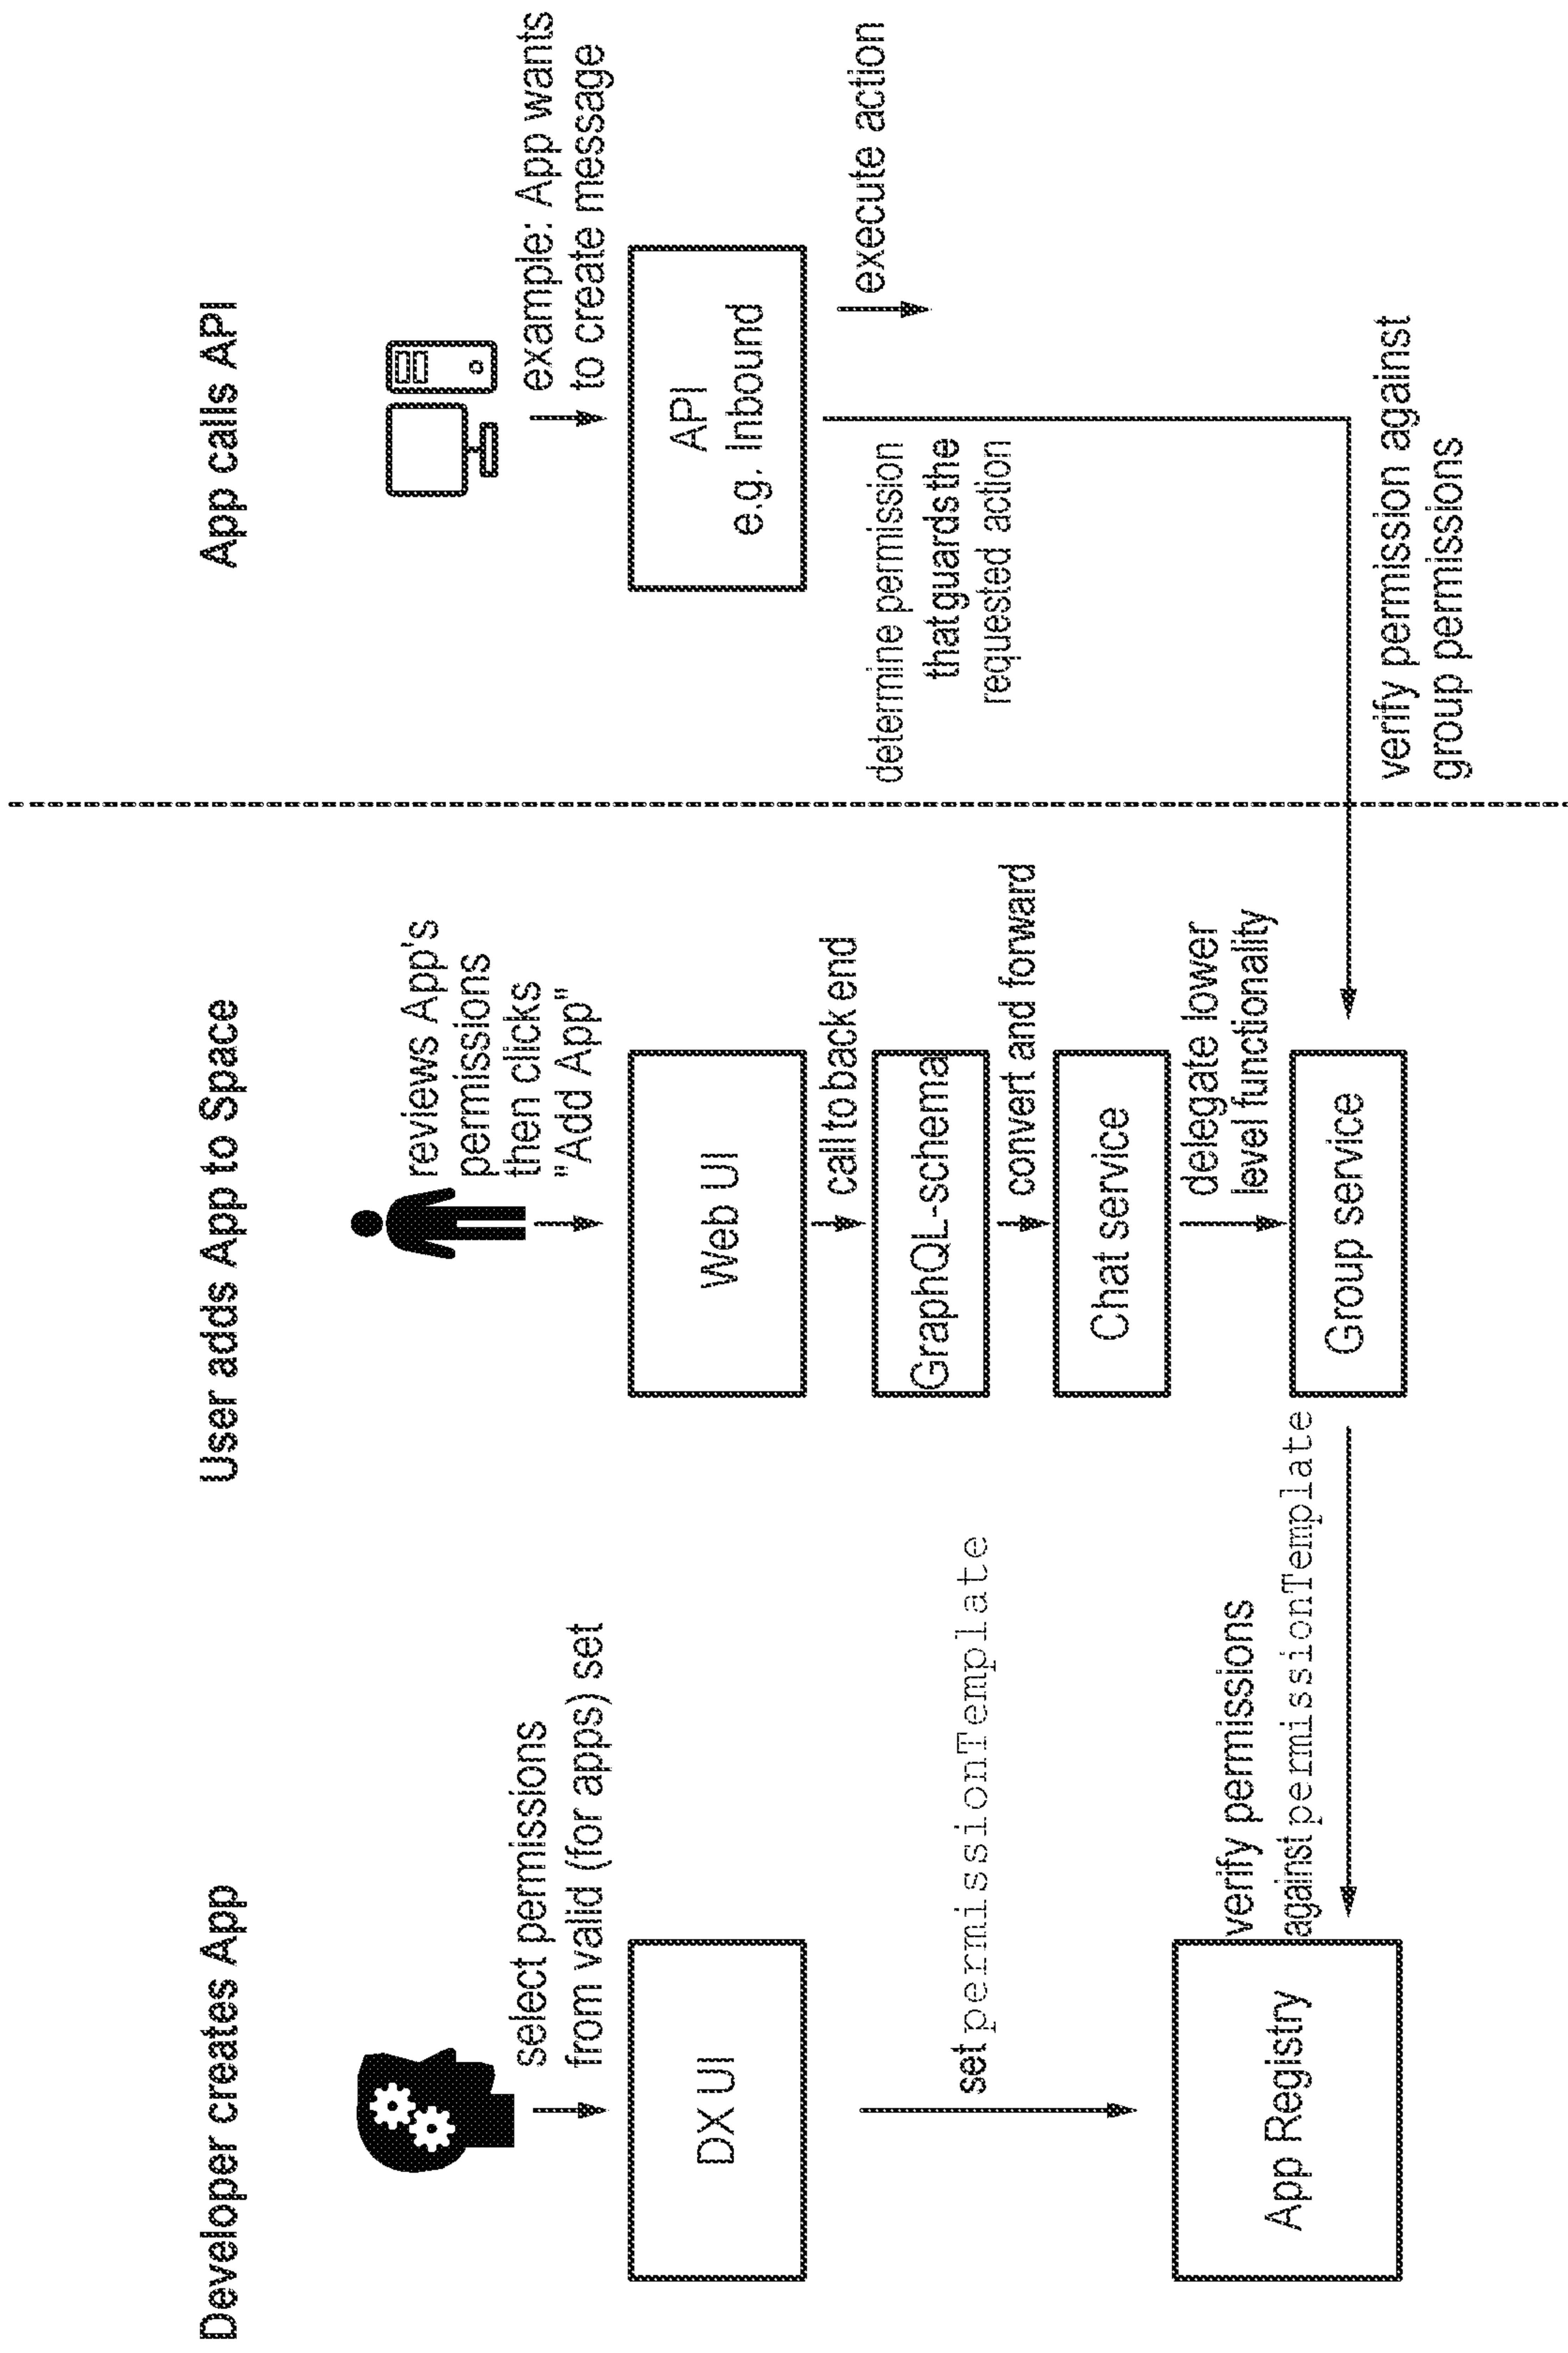 Developer creates App
select permissions
from valid (for apps) set
DX UI
set permissionTemplate
App Registry
User adds App to Space
reviews App's
permissions
then clicks
"Add App"
Web UI
call to back end
GraphQL-schema
convert and forward
Chat service
delegate lower
level functionality
Group service
verify permissions
against permissionTemplate
App calls API
example: App wants
to create message
API
e.g. Inbound
execute action
determine permission
that guards the
requested action
verify permission against
group permissions